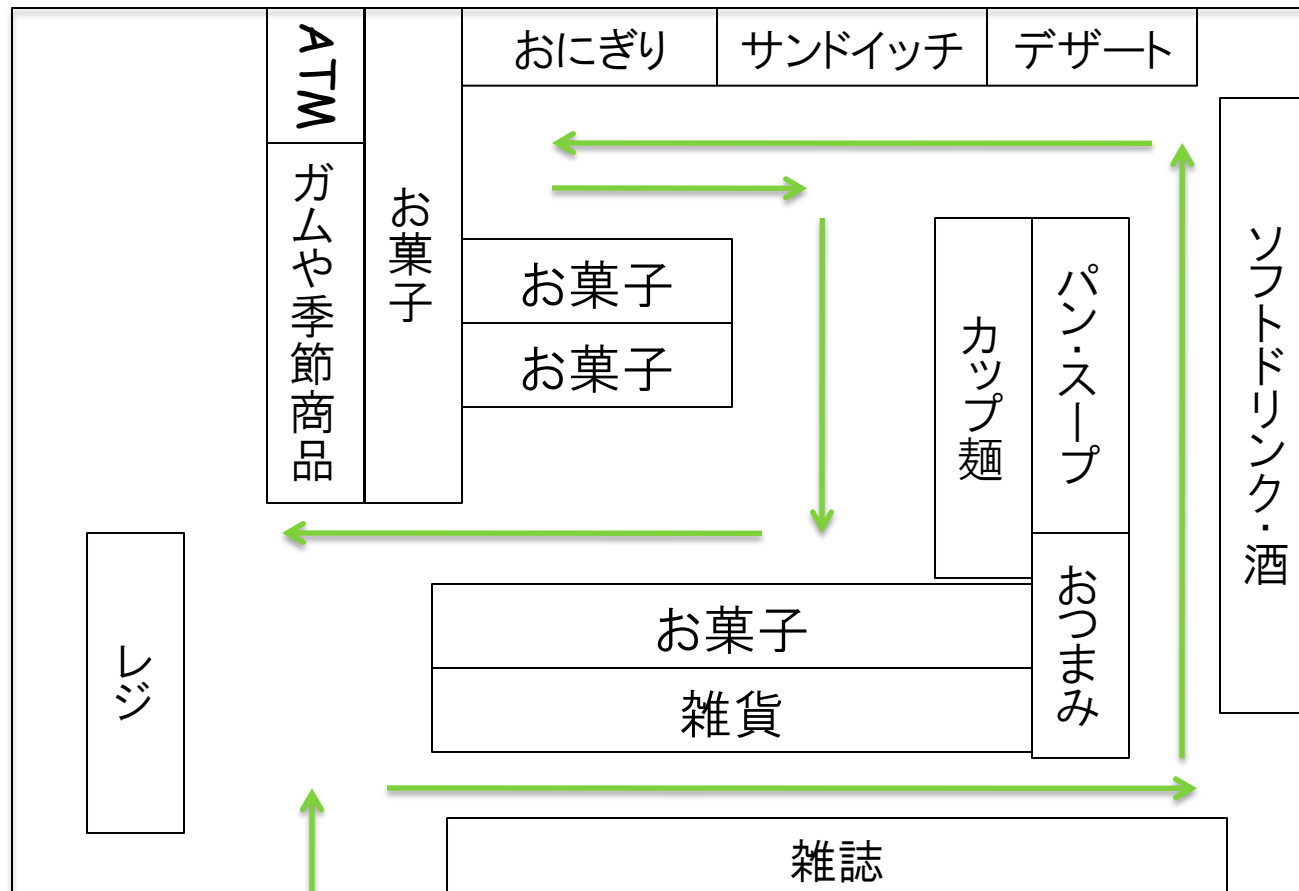 ATM
おにぎり
サンドイッチ
デザート
ガムや季節商品
お菓子
お菓子
お菓子
カップ麺
パン・スープ
ソフトドリンク・酒
おつまみ
お菓子
雑貨
レジ
雑誌